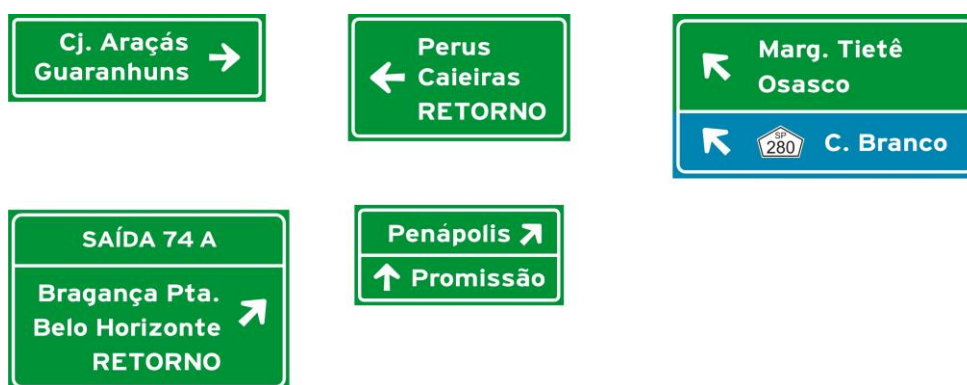 Cj. Araçás
Guaranhuns
Perus
Caieiras
RETORNO
Marg. Tietê
Osasco
SP
280
C. Branco
SAÍDA 74 A
Bragança Pta.
Belo Horizonte
RETORNO
Penápolis
Promissão